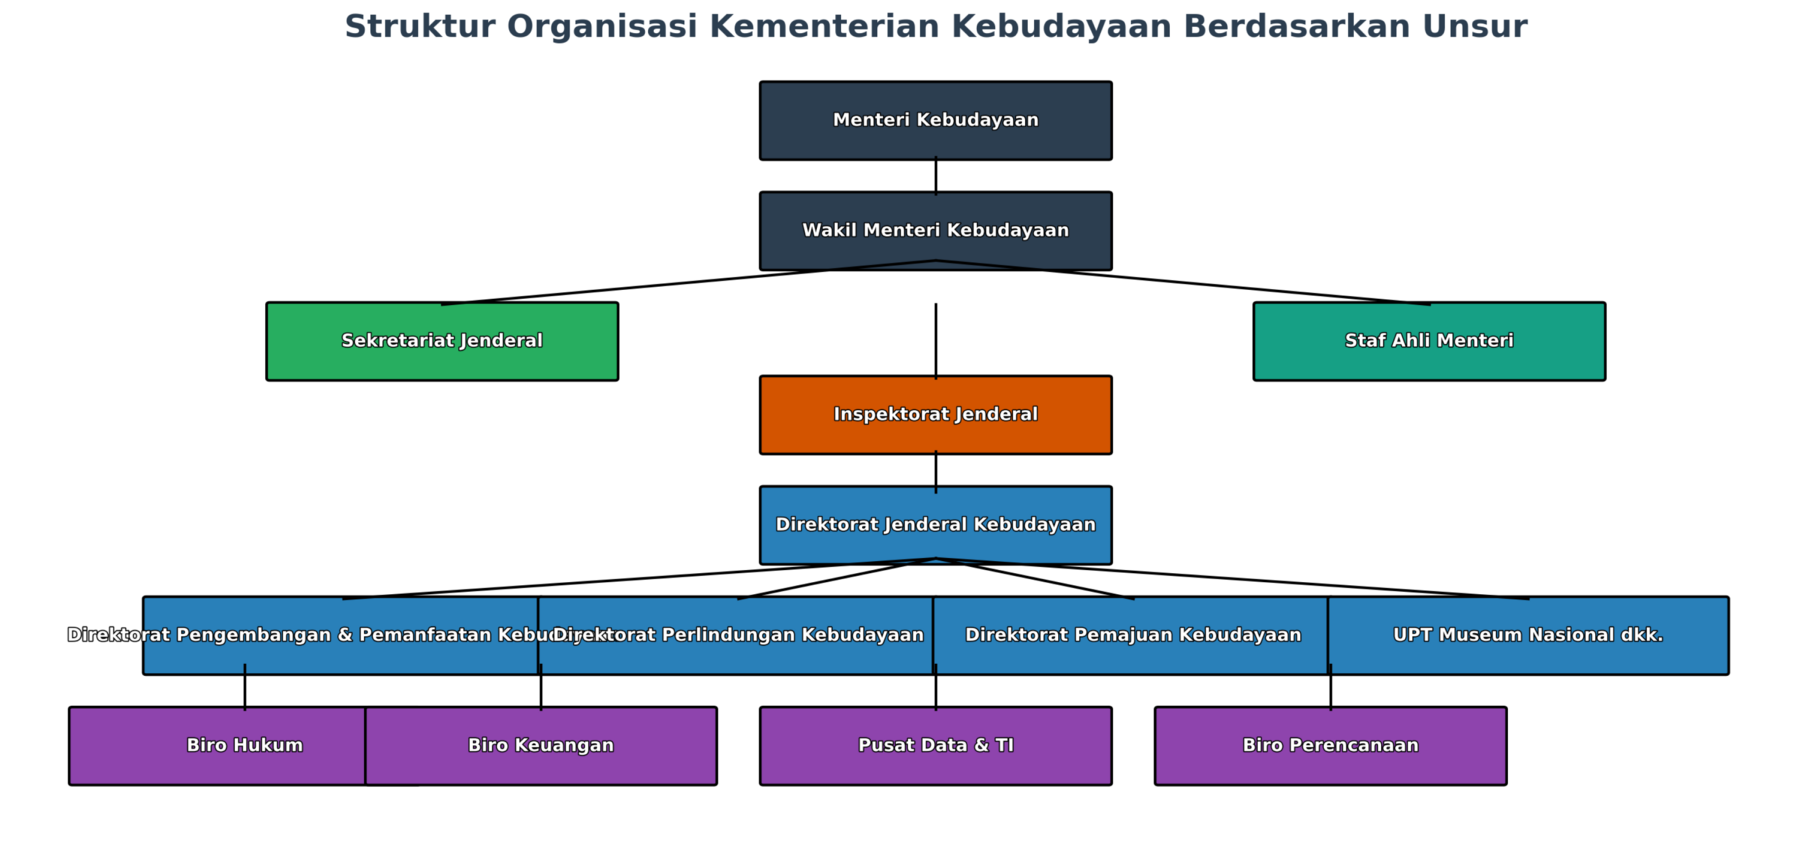 Struktur Organisasi Kementerian Kebudayaan Berdasarkan Unsur
Menteri Kebudayaan
Wakil Menteri Kebudayaan
Sekretariat Jenderal
Staf Ahli Menteri
Inspektorat Jenderal
Direktorat Jenderal Kebudayaan
Direktorat Pengembangan & Pemanfaatan
Direktorat Perlindungan Kebudayaan
Direktorat Pemajuan Kebudayaan
UPT Museum Nasional dkk.
Biro Hukum
Biro Keuangan
Pusat Data & TI
Biro Perencanaan